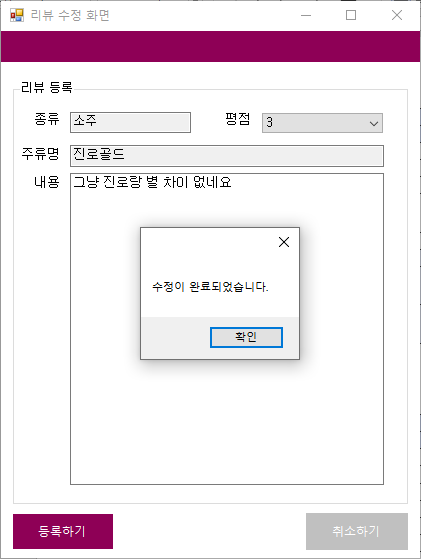 리뷰 수정 화면
리뷰 등록
종류 소주 평점 3
주류명 진로골드
내용 그냥 진로랑 별 차이 없네요
수정이 완료되었습니다.
확인
등록하기 취소하기